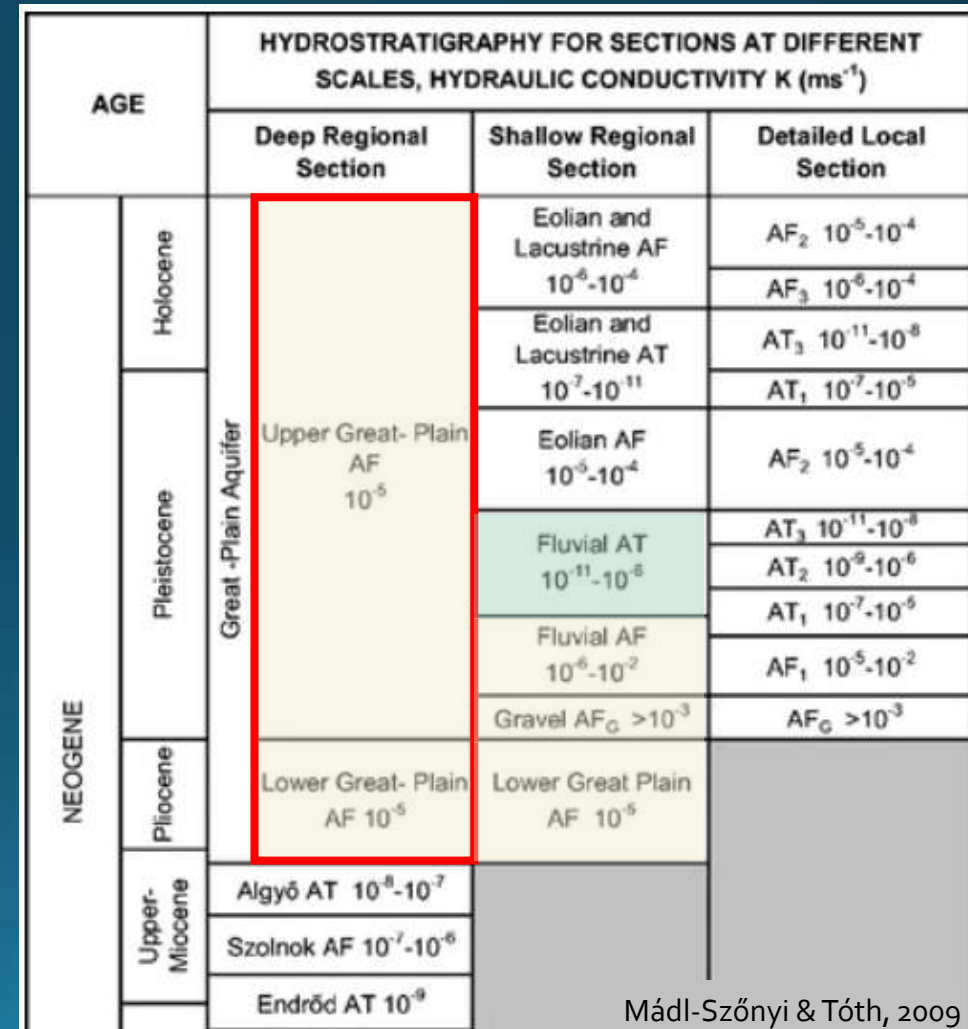 AGE
HYDROSTRATIGRAPHY FOR SECTIONS AT DIFFERENT
SCALES, HYDRAULIC CONDUCTIVITY K (ms⁻¹)
Deep Regional
Section
Shallow Regional
Section
Detailed Local
Section
NEOGENE
Holocene
Pleistocene
Pliocene
Upper-
Miocene
Great -Plain Aquifer
Upper Great- Plain
AF
10⁻⁵
Lower Great- Plain
AF 10⁻⁵
Algyő AT 10⁻⁸-10⁻⁷
Szolnok AF 10⁻⁷-10⁻⁶
Endrőd AT 10⁻⁹
Eolian and
Lacustrine AF
10⁻⁶-10⁻⁴
Eolian and
Lacustrine AT
10⁻⁷-10⁻¹¹
Eolian AF
10⁻⁵-10⁻⁴
Fluvial AT
10⁻¹¹-10⁻⁶
Fluvial AF
10⁻⁶-10⁻²
Gravel AF_G >10⁻³
Lower Great Plain
AF 10⁻⁵
AF₂ 10⁻⁵-10⁻⁴
AF₃ 10⁻⁶-10⁻⁴
AT₃ 10⁻¹¹-10⁻⁸
AT₁ 10⁻⁷-10⁻⁵
AF₂ 10⁻⁵-10⁻⁴
AT₃ 10⁻¹¹-10⁻⁸
AT₂ 10⁻⁹-10⁻⁶
AT₁ 10⁻⁷-10⁻⁵
AF₁ 10⁻⁵-10⁻²
AF_G >10⁻³
Mádl-Szőnyi & Tóth, 2009